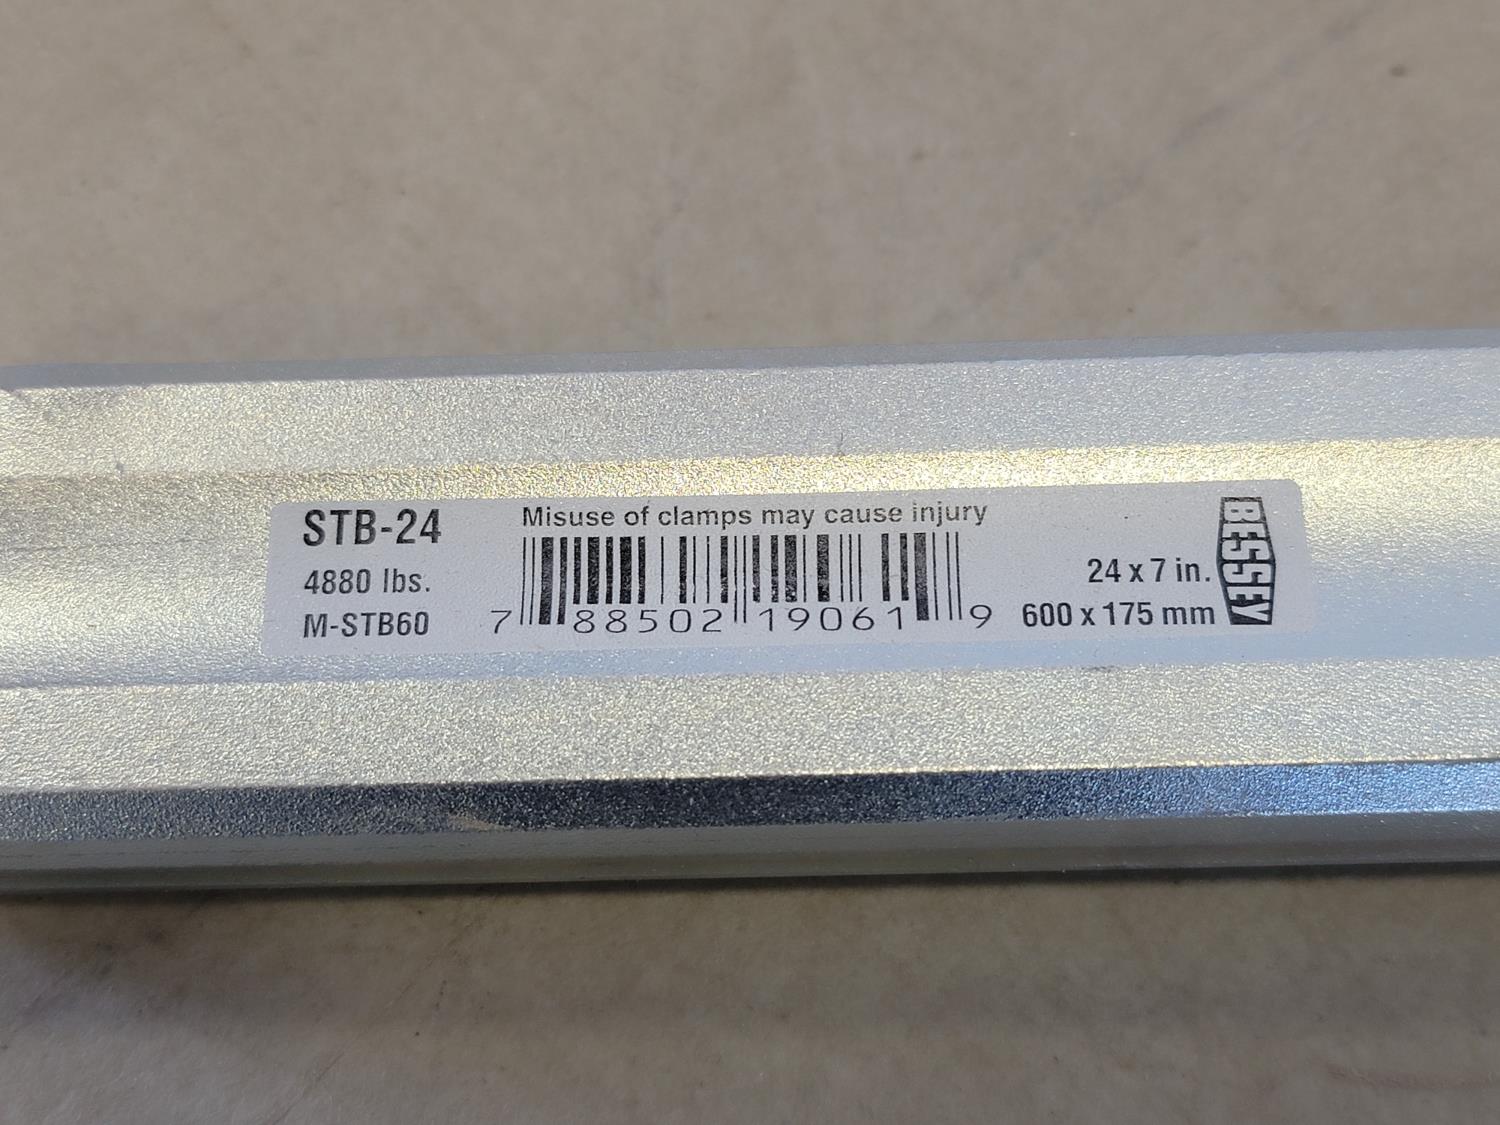 STB-24
4880 lbs.
M-STB60
Misuse of clamps may cause injury
7 88502 19061 9
24 x 7 in.
600 x 175 mm
BESSEY